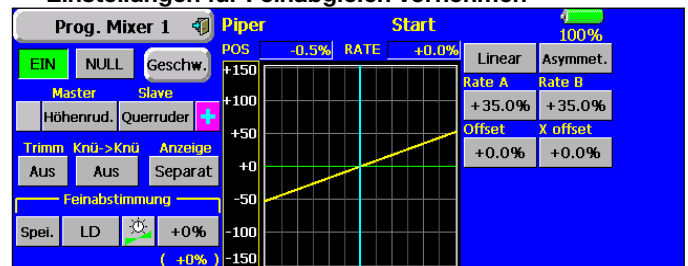 Einstellungen für Feinabgleich vornehmen
Prog. Mixer 1
Piper
Start
100%
EIN
NULL
Geschw.
Master
Slave
Höhenrud.
Querruder
+
Trimm
Knü->Knü
Anzeige
Aus
Aus
Separat
Feinabstimmung
Spei.
LD
+0%
( +0% )
POS
-0.5%
RATE
+0.0%
+150
+100
+50
+0
-50
-100
-150
Linear
Asymmet.
Rate A
Rate B
+35.0%
+35.0%
Offset
X offset
+0.0%
+0.0%